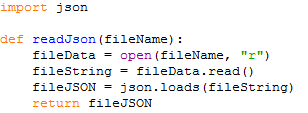 import json
def readJson(fileName):
    fileData = open(fileName, "r")
    fileString = fileData.read()
    fileJSON = json.loads(fileString)
    return fileJSON